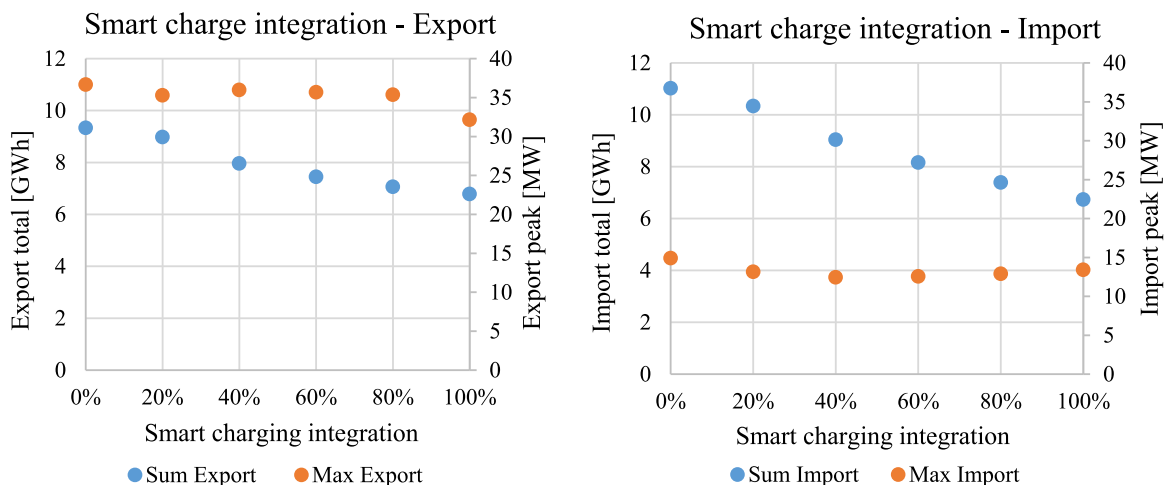 Smart charge integration - Export
12
10
8
6
4
2
0
Export total [GWh]
40
35
30
25
20
15
10
5
0
Export peak [MW]
0% 20% 40% 60% 80% 100%
Smart charging integration
Sum Export Max Export
Smart charge integration - Import
12
10
8
6
4
2
0
Import total [GWh]
40
35
30
25
20
15
10
5
0
Import peak [MW]
0% 20% 40% 60% 80% 100%
Smart charging integration
Sum Import Max Import